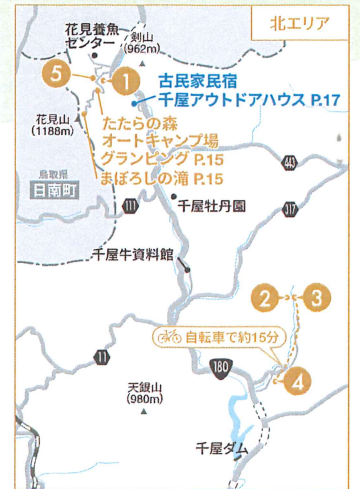 北エリア
花見養魚
センター
剣山
(962m)
5
1
古民家民宿
千屋アウトドアハウス P.17
花見山
(1188m)
たたらの森
オートキャンプ場
グランピング P.15
まぼろしの滝 P.15
443
鳥取県
日南町
111
千屋牡丹園
317
千屋牛資料館
2
3
自転車で約15分
11
180
4
天銀山
(980m)
千屋ダム